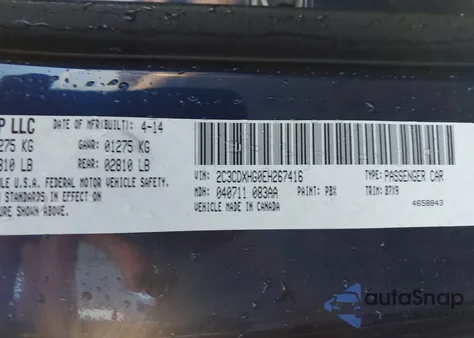 P LLC DATE OF MFR(BUILT): 4-14
275 KG GAWR: 01275 KG
810 LB REAR: 02810 LB
LE U.S.A. FEDERAL MOTOR VEHICLE SAFETY.
N STANDARDS IN EFFECT ON
URE SHOWN ABOVE.
VIN: 2C3CDXHG0EH267416 TYPE: PASSENGER CAR
MDH: 040711 083AA PAINT: PBX TRIM: B7X9
VEHICLE MADE IN CANADA 4658843
autoSnap